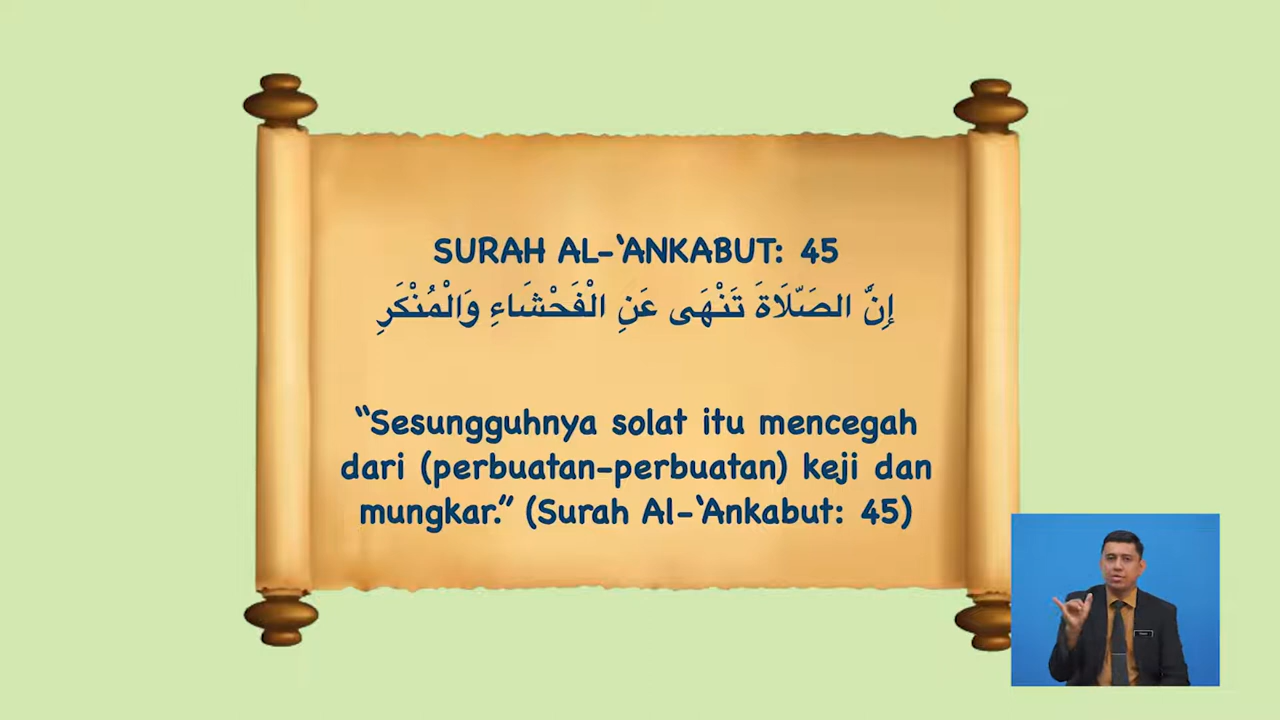 SURAH AL-‘ANKABUT: 45
إِنَّ الصَّلَاةَ تَنْهَى عَنِ الْفَحْشَاءِ وَالْمُنْكَرِ
“Sesungguhnya solat itu mencegah
dari (perbuatan-perbuatan) keji dan
mungkar.” (Surah Al-‘Ankabut: 45)